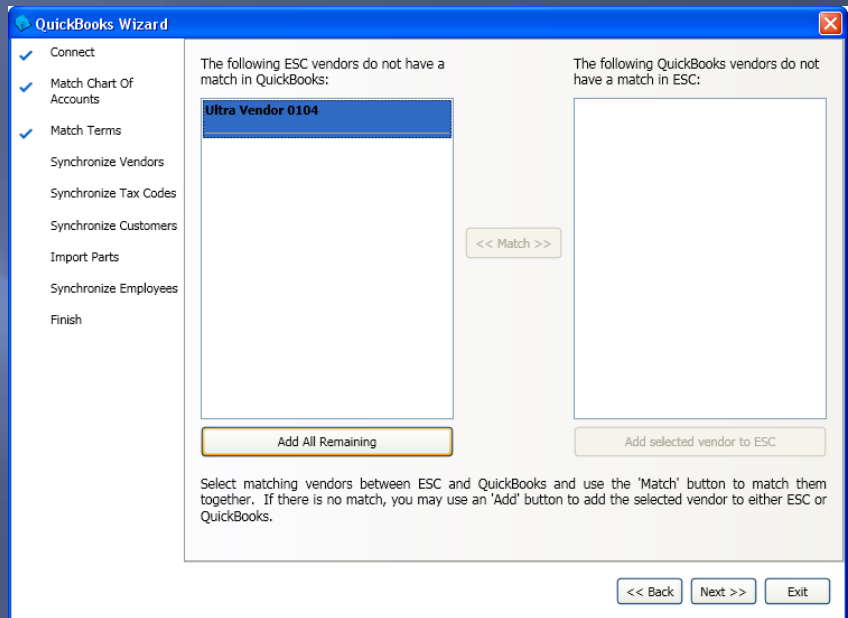 QuickBooks Wizard
Connect
Match Chart Of
Accounts
Match Terms
Synchronize Vendors
Synchronize Tax Codes
Synchronize Customers
Import Parts
Synchronize Employees
Finish
The following ESC vendors do not have a
match in QuickBooks:
Ultra Vendor 0104
<< Match >>
The following QuickBooks vendors do not
have a match in ESC:
Add All Remaining
Add selected vendor to ESC
Select matching vendors between ESC and QuickBooks and use the 'Match' button to match them
together. If there is no match, you may use an 'Add' button to add the selected vendor to either ESC or
QuickBooks.
<< Back
Next >>
Exit